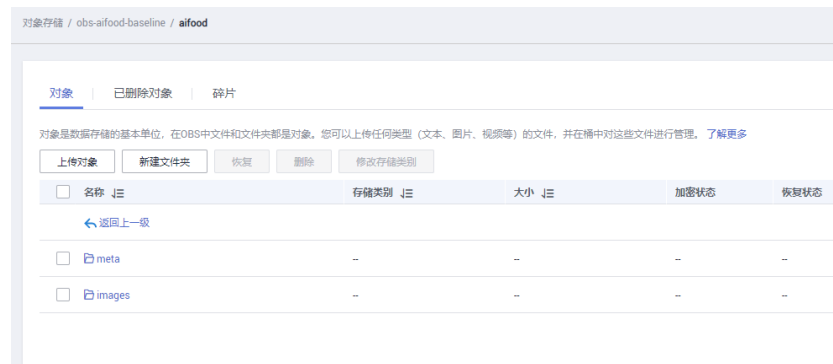 对象存储 / obs-aifood-baseline / aifood
对象 已删除对象 碎片
对象是数据存储的基本单位，在OBS中文件和文件夹都是对象。您可以上传任何类型（文本、图片、视频等）的文件，并在桶中对这些文件进行管理。 了解更多
上传对象 新建文件夹 恢复 删除 修改存储类别
名称 存储类别 大小 加密状态 恢复状态
返回上一级
meta -- -- -- --
images -- -- -- --